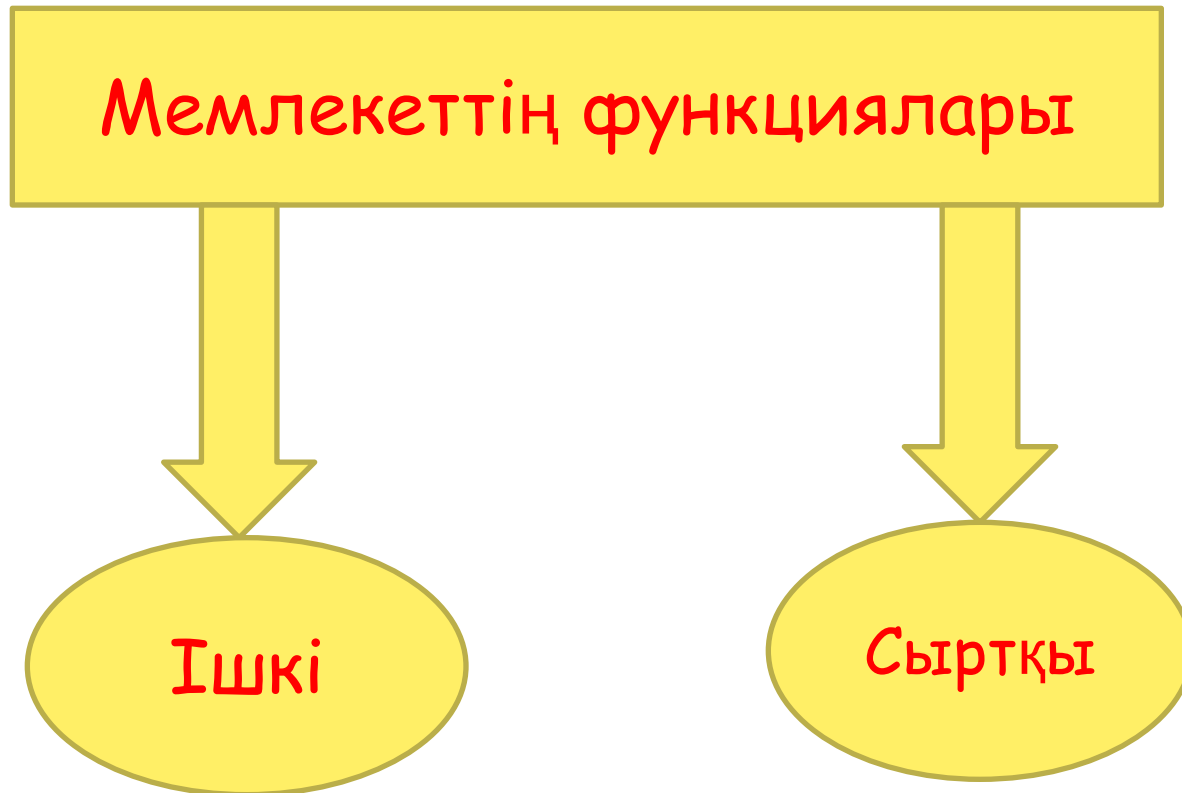 Мемлекеттің функциялары
Ішкі
Сыртқы